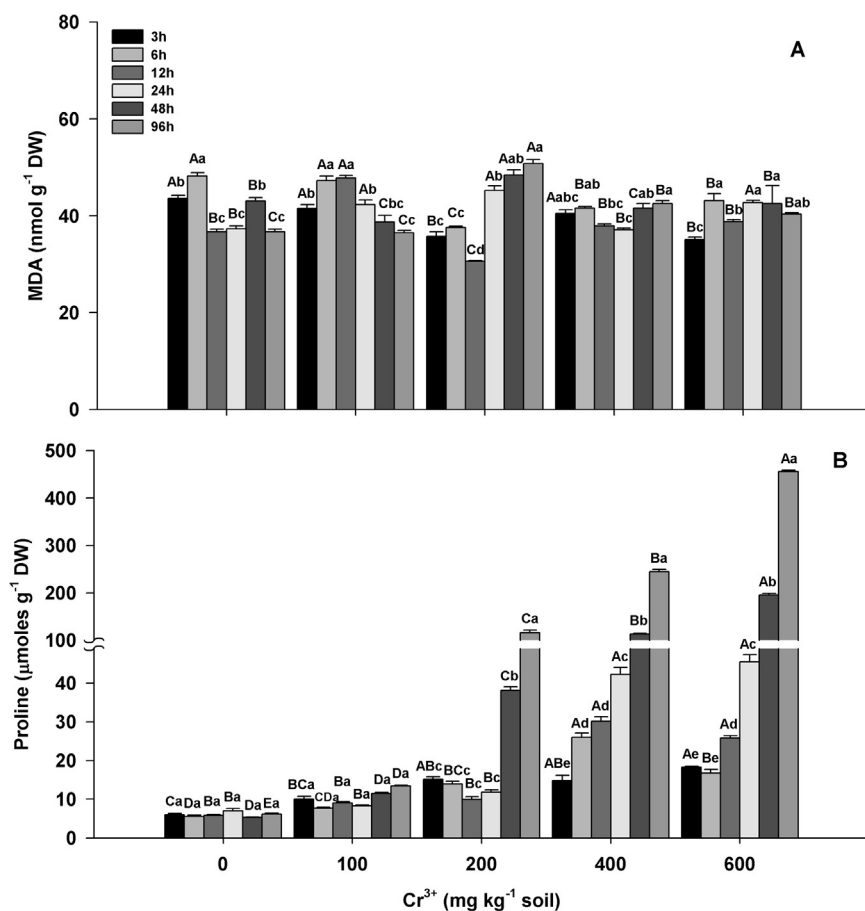 A
3h
6h
12h
24h
48h
96h
80
60
40
20
0
MDA (nmol g⁻¹ DW)
Ab Aa Bc Bc Bb Cc
Ab Aa Aa Ab Cbc Cc
Bc Cc Cd Ab Aab Aa
Aabc Bab Bbc Bc Cab Ba
Bc Ba Bb Aa Ba Bab
B
500
400
300
200
100
40
30
20
10
0
Proline (μmoles g⁻¹ DW)
Ca Da Ba Ba Da Ea
BCa CDa Ba Ba Da Da
ABc BCc Bc Bc Cb Ca
ABe Ad Ad Ac Bb Ba
Ae Be Ad Ac Ab Aa
0 100 200 400 600
Cr³⁺ (mg kg⁻¹ soil)